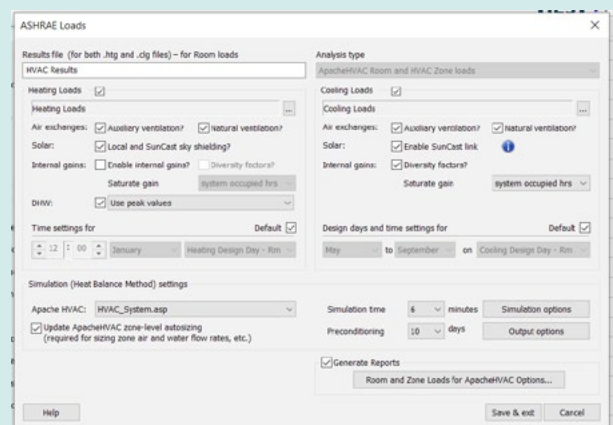 ASHRAE Loads
Results file (for both .htg and .clg files) – for Room loads
HVAC Results
Analysis type
ApacheHVAC Room and HVAC Zone loads
Heating Loads
Heating Loads
...
Air exchanges: Auxiliary ventilation? Natural ventilation?
Solar: Local and SunCast sky shielding?
Internal gains: Enable internal gains? Diversity factors?
Saturate gain system occupied hrs
DHW: Use peak values
Time settings for Default
12 : 00 January Heating Design Day - Rm
Cooling Loads
Cooling Loads
...
Air exchanges: Auxiliary ventilation? Natural ventilation?
Solar: Enable SunCast link
Internal gains: Diversity factors?
Saturate gain system occupied hrs
Design days and time settings for Default
May to September on Cooling Design Day - Rm
Simulation (Heat Balance Method) settings
Apache HVAC: HVAC_System.asp
Update ApacheHVAC zone-level autosizing
(required for sizing zone air and water flow rates, etc.)
Simulation time 6 minutes Simulation options
Preconditioning 10 days Output options
Generate Reports
Room and Zone Loads for ApacheHVAC Options...
Help
Save & exit
Cancel